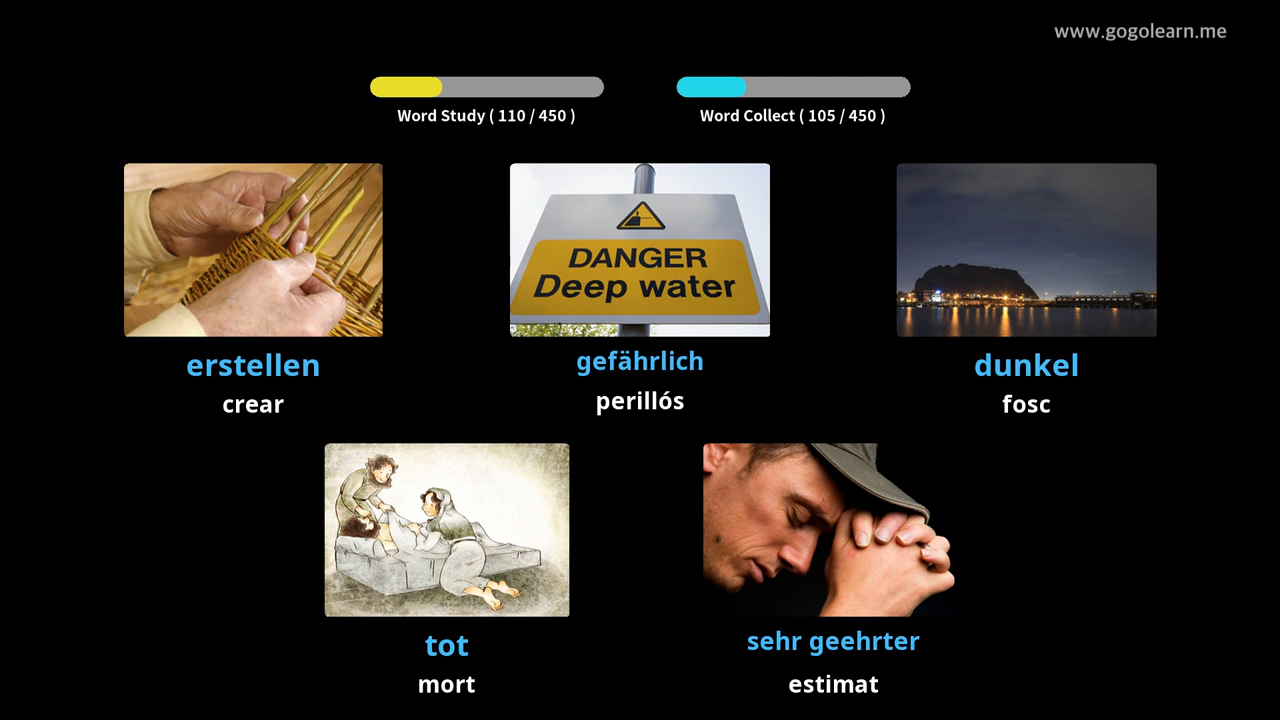 www.gogolearn.me
Word Study ( 110 / 450 )
Word Collect ( 105 / 450 )
DANGER
Deep water
erstellen
crear
gefährlich
perillós
dunkel
fosc
tot
mort
sehr geehrter
estimat